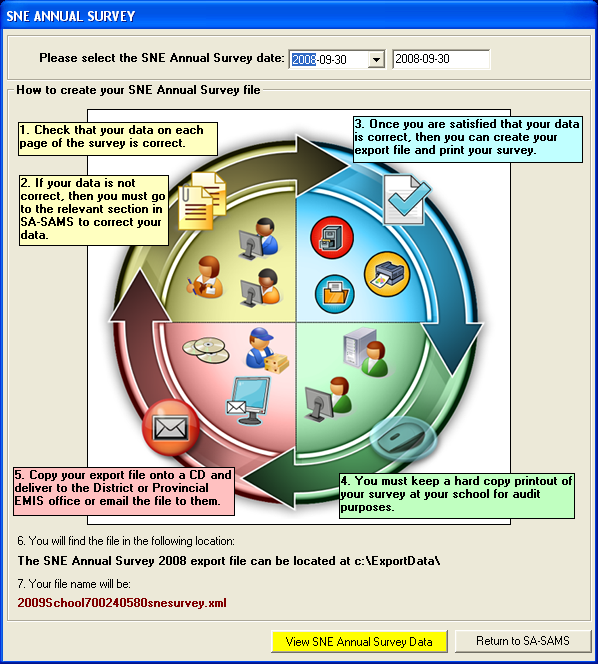 SNE ANNUAL SURVEY
Please select the SNE Annual Survey date: 2008-09-30 2008-09-30
How to create your SNE Annual Survey file
1. Check that your data on each
page of the survey is correct.
2. If your data is not
correct, then you must go
to the relevant section in
SA-SAMS to correct your
data.
3. Once you are satisfied that your data
is correct, then you can create your
export file and print your survey.
4. You must keep a hard copy printout of
your survey at your school for audit
purposes.
5. Copy your export file onto a CD and
deliver to the District or Provincial
EMIS office or email the file to them.
6. You will find the file in the following location:
The SNE Annual Survey 2008 export file can be located at c:\ExportData\
7. Your file name will be:
2009School700240580snesurvey.xml
View SNE Annual Survey Data Return to SA-SAMS